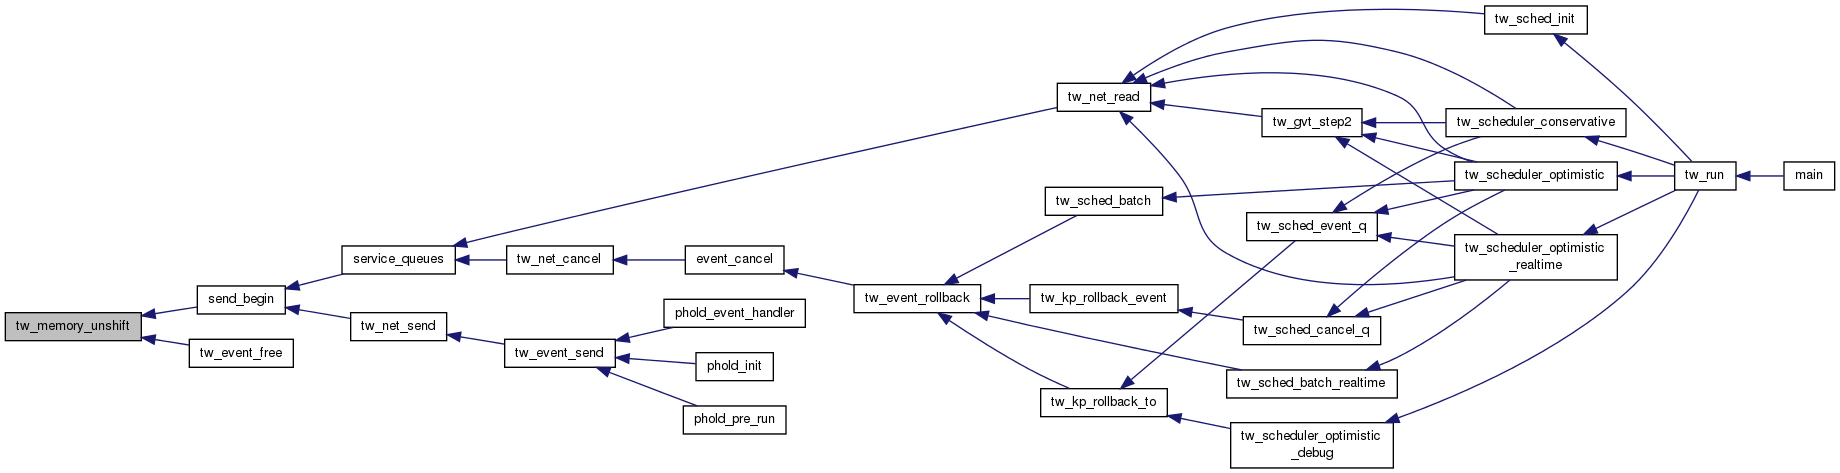 tw_memory_unshift
send_begin
tw_event_free
service_queues
tw_net_send
tw_net_cancel
tw_event_send
event_cancel
phold_event_handler
phold_init
phold_pre_run
tw_event_rollback
tw_net_read
tw_sched_batch
tw_kp_rollback_event
tw_kp_rollback_to
tw_gvt_step2
tw_sched_event_q
tw_sched_cancel_q
tw_sched_batch_realtime
tw_scheduler_optimistic
_debug
tw_sched_init
tw_scheduler_conservative
tw_scheduler_optimistic
tw_scheduler_optimistic
_realtime
tw_run
main